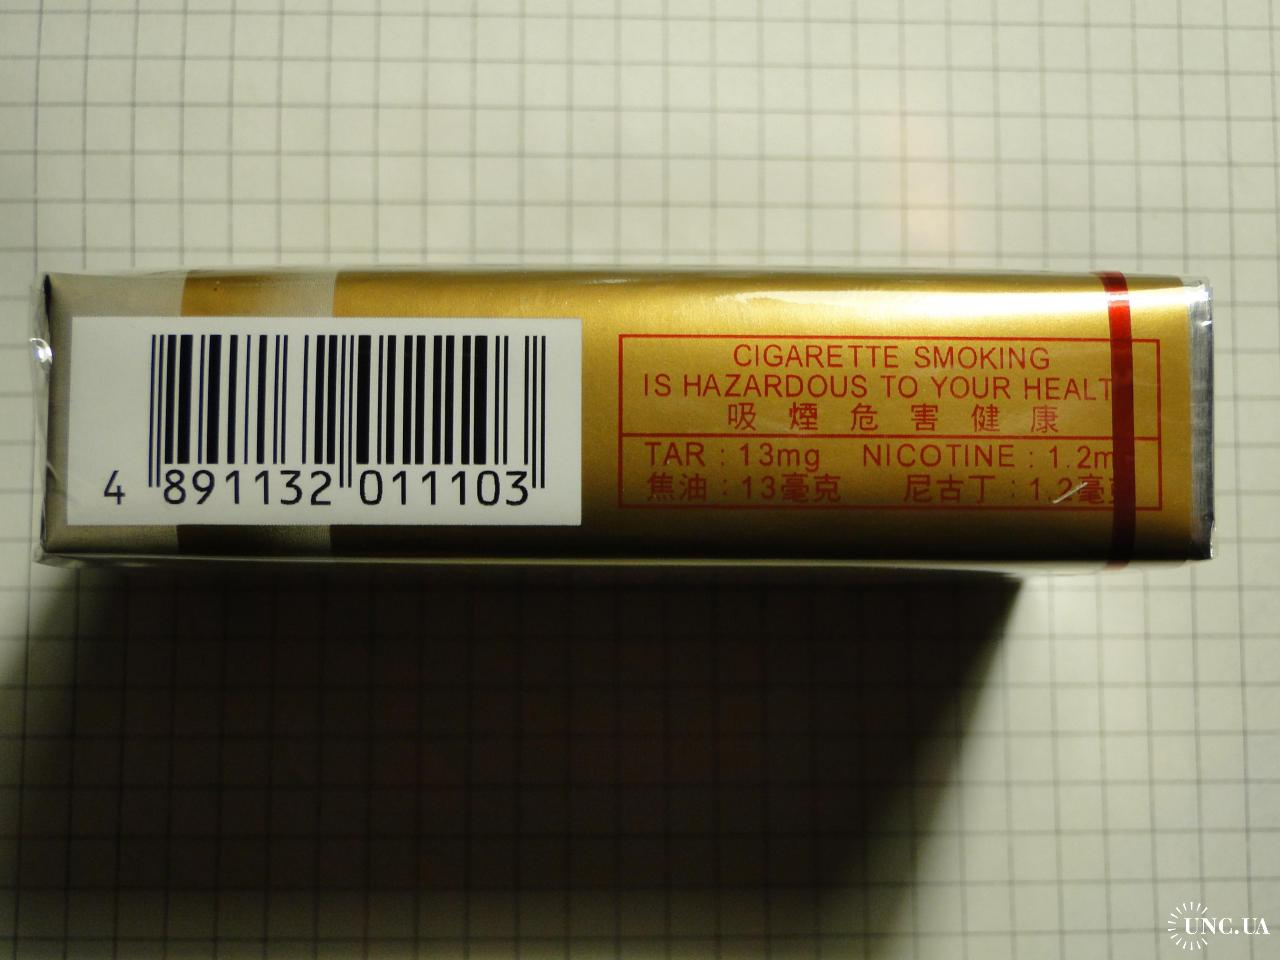 4 891132 011103
CIGARETTE SMOKING
IS HAZARDOUS TO YOUR HEALT
吸煙危害健康
TAR : 13mg NICOTINE : 1.2m
焦油 : 13毫克 尼古丁 : 1.2毫
UNC.UA